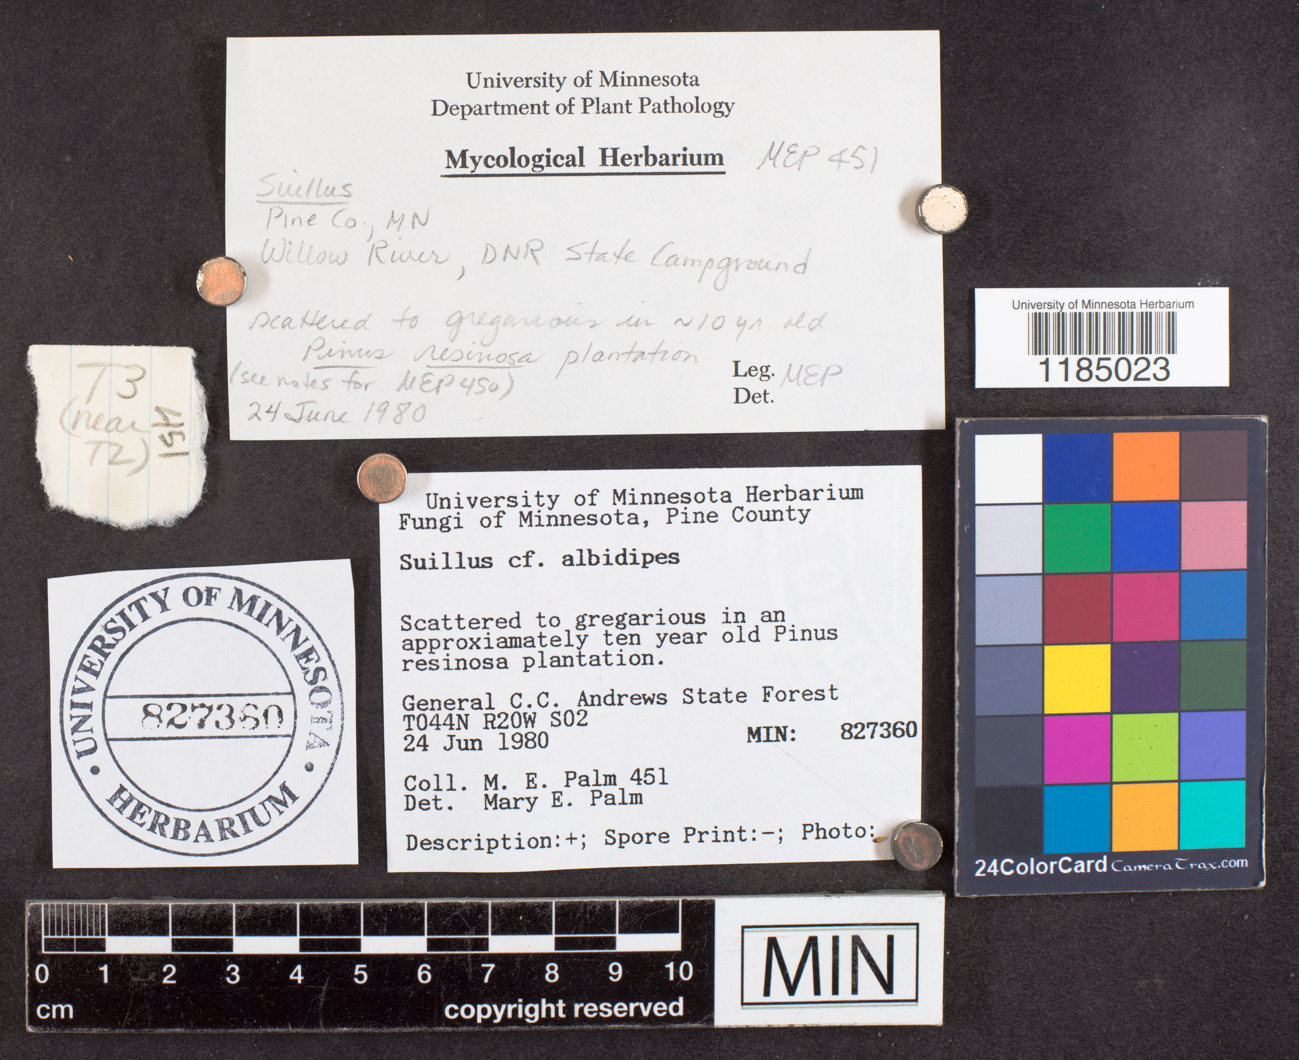 University of Minnesota
Department of Plant Pathology
Mycological Herbarium MEP 451
Suillus
Pine Co., MN
Willow River, DNR State Campground
scattered to gregarious in ~10 yr old
Pinus resinosa plantation
(see notes for MEP 450)
24 June 1980
Leg. MEP
Det.
T3
(near
T2)
451
University of Minnesota Herbarium
1185023
University of Minnesota Herbarium
Fungi of Minnesota, Pine County
Suillus cf. albidipes
Scattered to gregarious in an
approxiamately ten year old Pinus
resinosa plantation.
General C.C. Andrews State Forest
T044N R20W S02
24 Jun 1980
MIN: 827360
Coll. M. E. Palm 451
Det. Mary E. Palm
Description:+; Spore Print:-; Photo:
UNIVERSITY OF MINNESOTA
827360
• HERBARIUM •
24ColorCard CameraTrax.com
0 1 2 3 4 5 6 7 8 9 10
cm copyright reserved
MIN